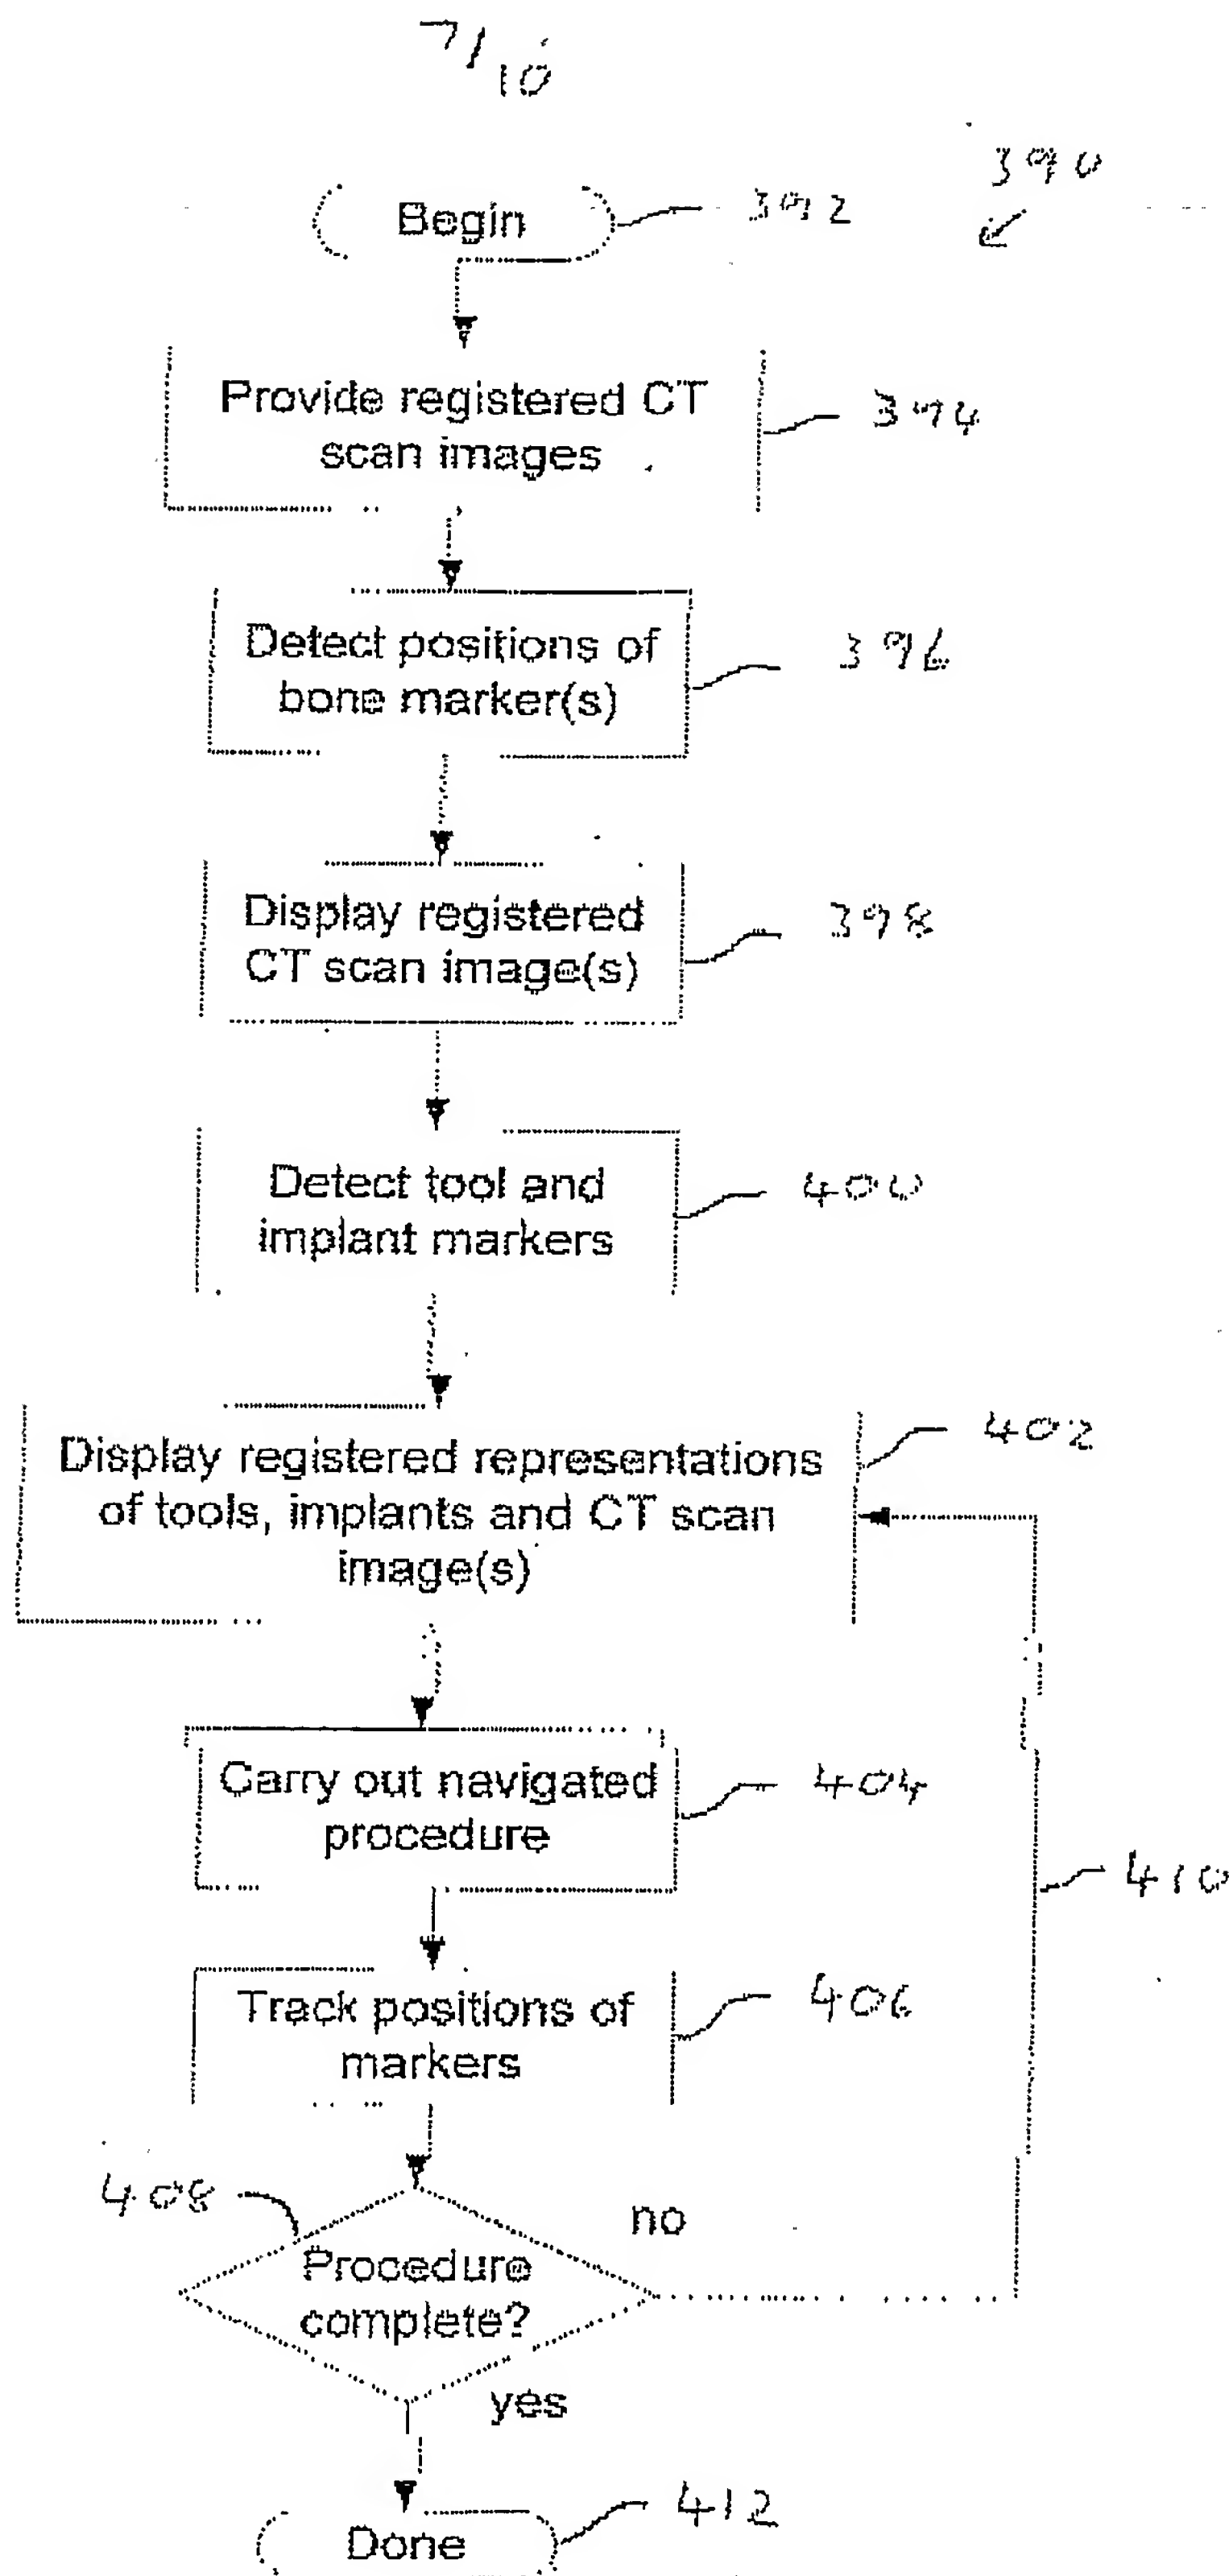 7/10
390
Begin
392
Provide registered CT
scan images
394
Detect positions of
bone marker(s)
396
Display registered
CT scan image(s)
398
Detect tool and
implant markers
400
Display registered representations
of tools, implants and CT scan
image(s)
402
Carry out navigated
procedure
404
410
Track positions of
markers
406
408
no
Procedure
complete?
yes
Done
412